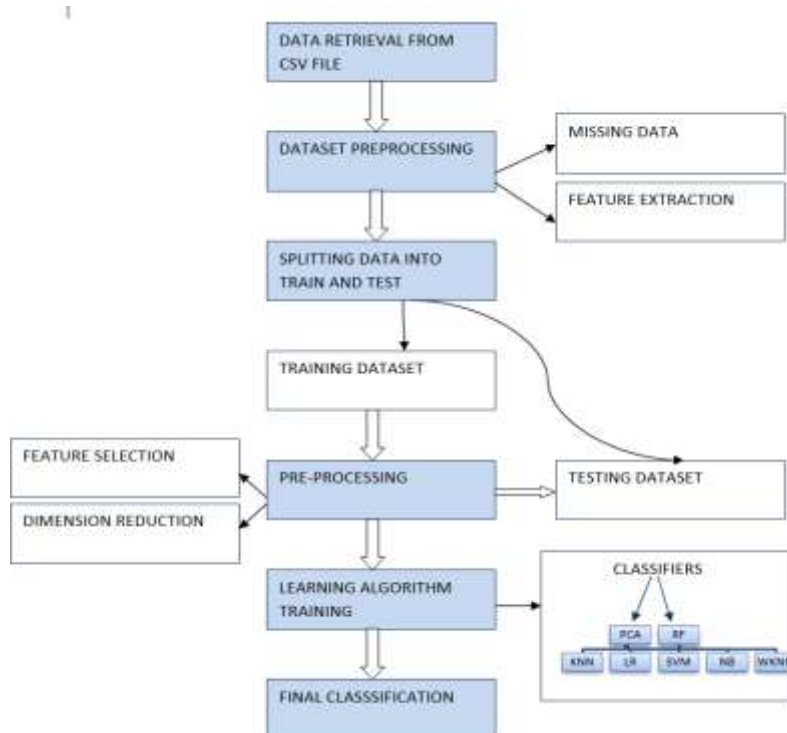 DATA RETRIEVAL FROM
CSV FILE
DATASET PREPROCESSING
MISSING DATA
FEATURE EXTRACTION
SPLITTING DATA INTO
TRAIN AND TEST
TRAINING DATASET
FEATURE SELECTION
DIMENSION REDUCTION
PRE-PROCESSING
TESTING DATASET
LEARNING ALGORITHM
TRAINING
CLASSIFIERS
PCA RF
KNN LR SVM NB
FINAL CLASSSIFICATION